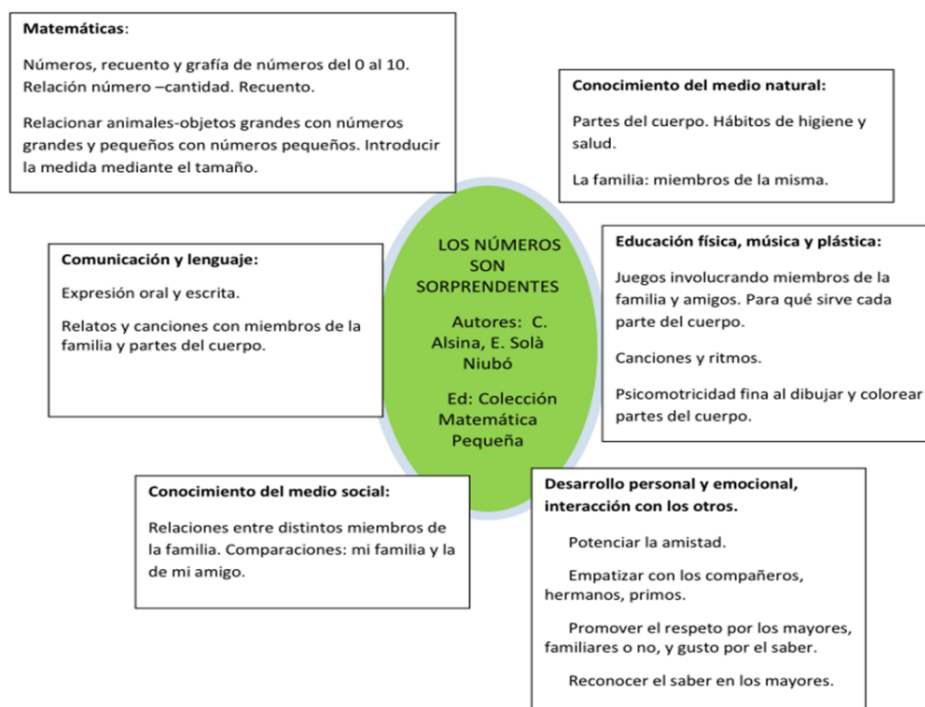 Matemáticas:
Números, recuento y grafía de números del 0 al 10.
Relación número –cantidad. Recuento.
Relacionar animales-objetos grandes con números
grandes y pequeños con números pequeños. Introducir
la medida mediante el tamaño.
Conocimiento del medio natural:
Partes del cuerpo. Hábitos de higiene y
salud.
La familia: miembros de la misma.
Comunicación y lenguaje:
Expresión oral y escrita.
Relatos y canciones con miembros de la
familia y partes del cuerpo.
LOS NÚMEROS
SON
SORPRENDENTES
Autores: C.
Alsina, E. Solà
Niubó
Ed: Colección
Matemática
Pequeña
Educación física, música y plástica:
Juegos involucrando miembros de la
familia y amigos. Para qué sirve cada
parte del cuerpo.
Canciones y ritmos.
Psicomotricidad fina al dibujar y colorear
partes del cuerpo.
Conocimiento del medio social:
Relaciones entre distintos miembros de
la familia. Comparaciones: mi familia y la
de mi amigo.
Desarrollo personal y emocional,
interacción con los otros.
Potenciar la amistad.
Empatizar con los compañeros,
hermanos, primos.
Promover el respeto por los mayores,
familiares o no, y gusto por el saber.
Reconocer el saber en los mayores.